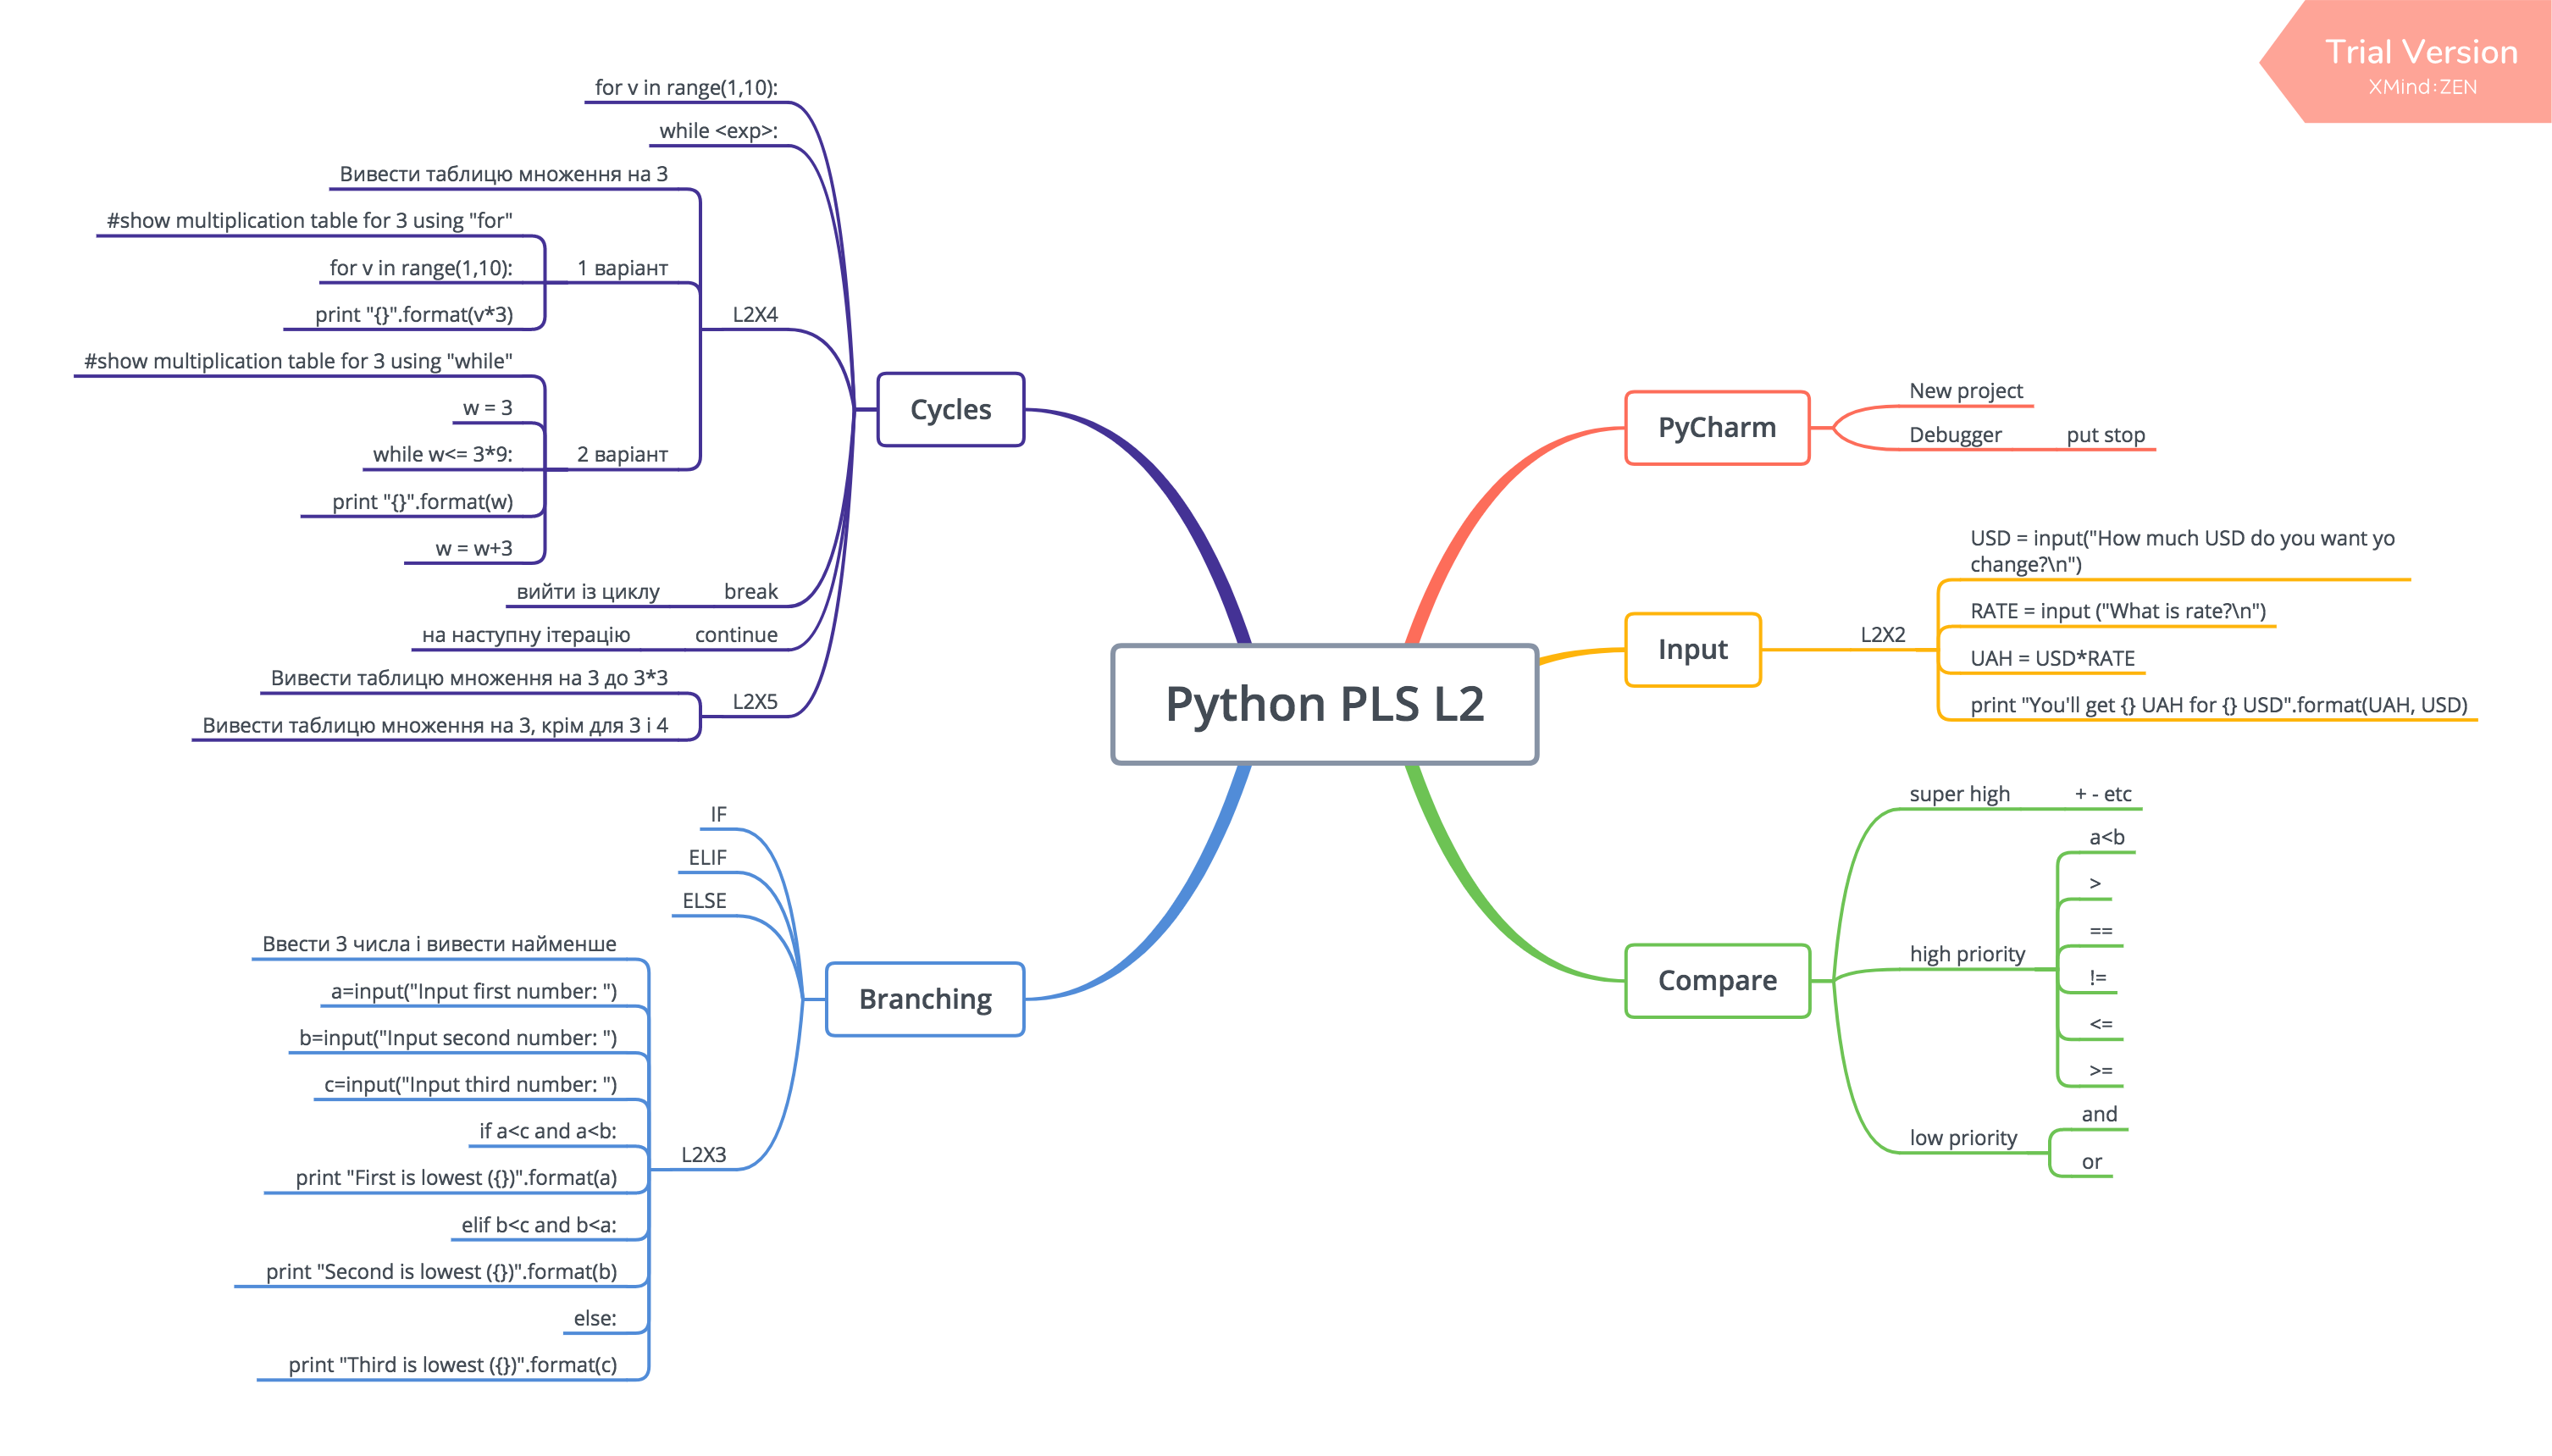 Trial Version
XMind:ZEN
Python PLS L2
PyCharm
New project
Debugger
put stop
Input
L2X2
USD = input("How much USD do you want yo
change?\n")
RATE = input ("What is rate?\n")
UAH = USD*RATE
print "You'll get {} UAH for {} USD".format(UAH, USD)
Compare
super high
+ - etc
high priority
a<b
>
==
!=
<=
>=
low priority
and
or
Cycles
for v in range(1,10):
while <exp>:
L2X4
Вивести таблицю множення на 3
1 варіант
#show multiplication table for 3 using "for"
for v in range(1,10):
print "{}".format(v*3)
2 варіант
#show multiplication table for 3 using "while"
w = 3
while w<= 3*9:
print "{}".format(w)
w = w+3
break
вийти із циклу
continue
на наступну ітерацію
L2X5
Вивести таблицю множення на 3 до 3*3
Вивести таблицю множення на 3, крім для 3 і 4
Branching
IF
ELIF
ELSE
L2X3
Ввести 3 числа і вивести найменше
a=input("Input first number: ")
b=input("Input second number: ")
c=input("Input third number: ")
if a<c and a<b:
print "First is lowest ({})".format(a)
elif b<c and b<a:
print "Second is lowest ({})".format(b)
else:
print "Third is lowest ({})".format(c)